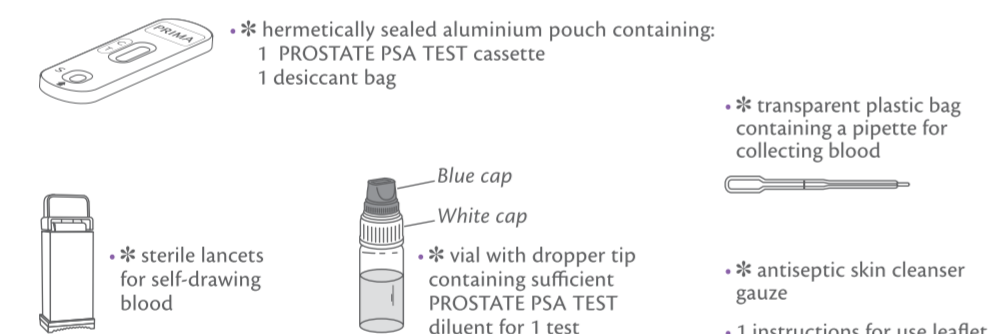 PRIMA
C
T
S
• ✻ hermetically sealed aluminium pouch containing:
1 PROSTATE PSA TEST cassette
1 desiccant bag
• ✻ transparent plastic bag
containing a pipette for
collecting blood
Blue cap
White cap
• ✻ sterile lancets
for self-drawing
blood
• ✻ vial with dropper tip
containing sufficient
PROSTATE PSA TEST
diluent for 1 test
• ✻ antiseptic skin cleanser
gauze
• 1 instructions for use leaflet